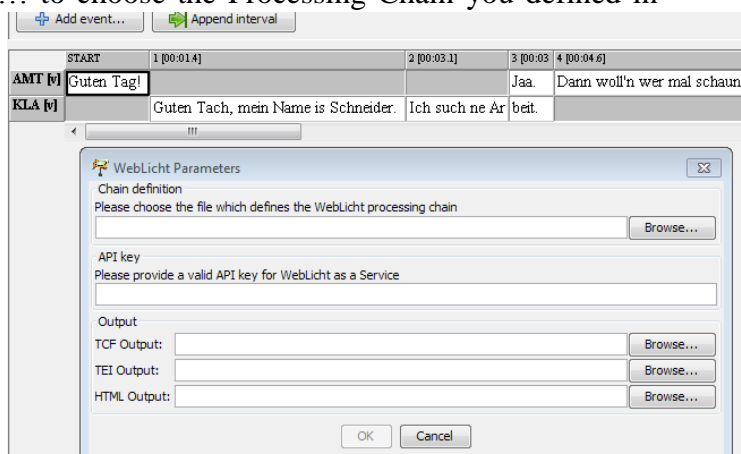 … to choose the Processing Chain you defined in
Add event... Append interval
START 1 [00:01.4] 2 [00:03.1] 3 [00:03 4 [00:04.6]
AMT [v] Guten Tag! Jaa. Dann woll'n wer mal schaun
KLA [v] Guten Tach, mein Name is Schneider. Ich such ne Ar beit.
WebLicht Parameters
Chain definition
Please choose the file which defines the WebLicht processing chain
Browse...
API key
Please provide a valid API key for WebLicht as a Service
Output
TCF Output: Browse...
TEI Output: Browse...
HTML Output: Browse...
OK Cancel